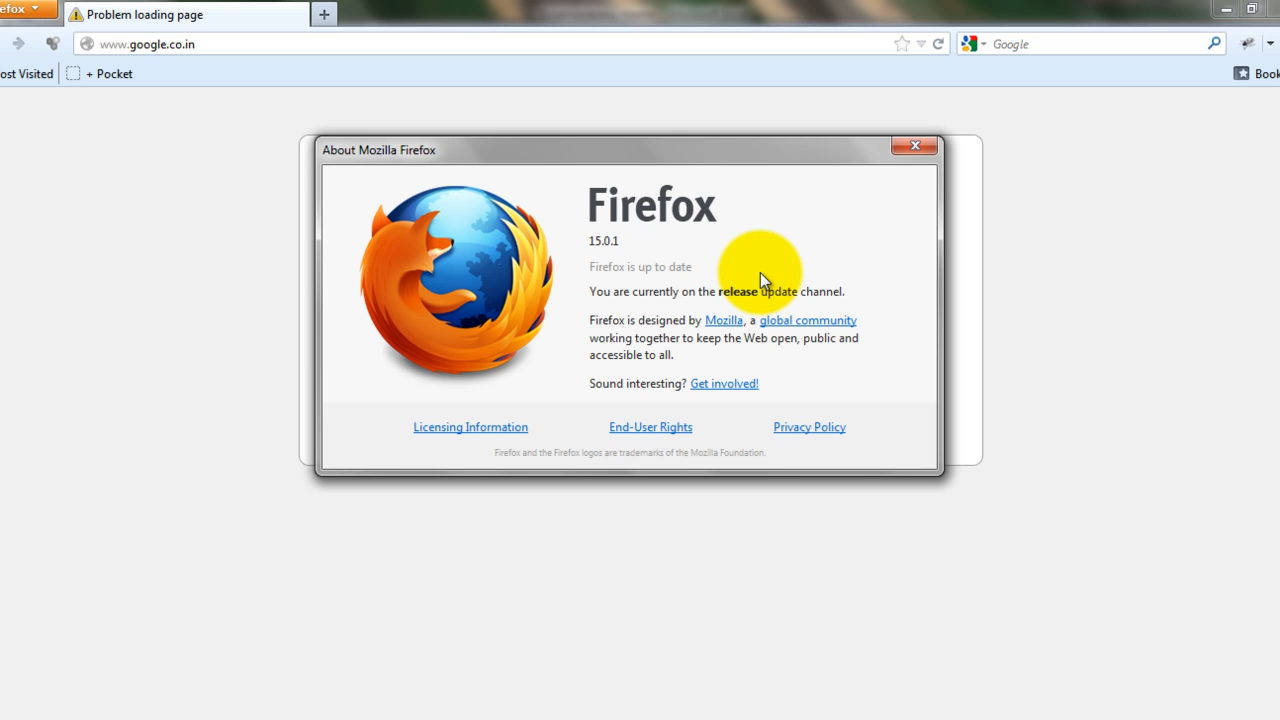 efox
Problem loading page
www.google.co.in
Google
ost Visited
+ Pocket
Book
About Mozilla Firefox
Firefox
15.0.1
Firefox is up to date
You are currently on the release update channel.
Firefox is designed by Mozilla, a global community
working together to keep the Web open, public and
accessible to all.
Sound interesting? Get involved!
Licensing Information
End-User Rights
Privacy Policy
Firefox and the Firefox logos are trademarks of the Mozilla Foundation.